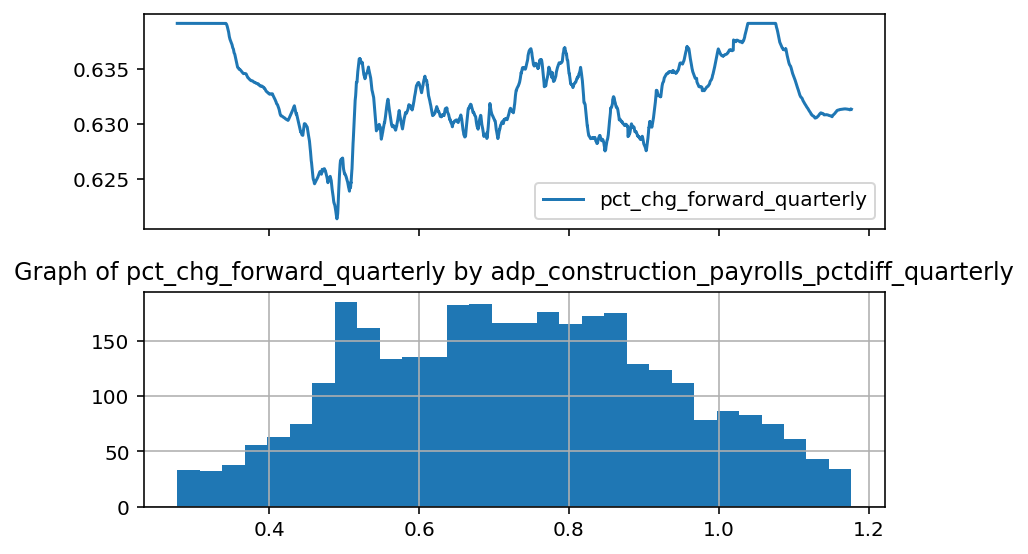 0.635
0.630
0.625
pct_chg_forward_quarterly
Graph of pct_chg_forward_quarterly by adp_construction_payrolls_pctdiff_quarterly
150
100
50
0
0.4 0.6 0.8 1.0 1.2